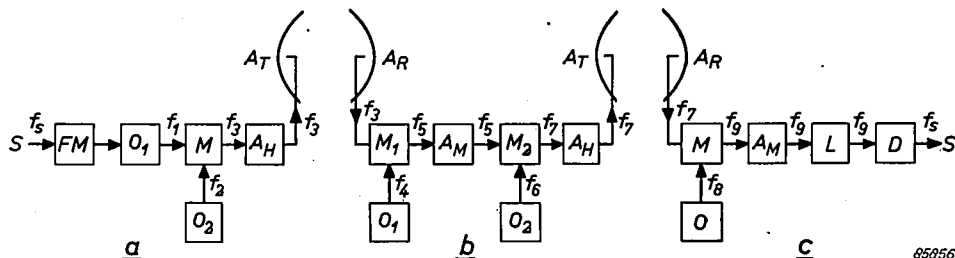 A_T A_R A_T A_R
f_s f_1 f_3 f_3 f_3 f_5 f_5 f_7 f_7 f_7 f_9 f_9 f_9 f_s
S FM O_1 M A_H M_1 A_M M_2 A_H M A_M L D S
f_2 f_4 f_6 f_8
O_2 O_1 O_2 O
a b c
85856